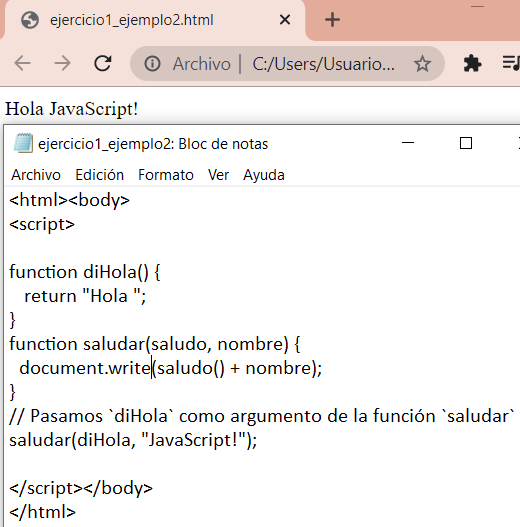 ejercicio1_ejemplo2.html
Archivo | C:/Users/Usuario...
Hola JavaScript!
ejercicio1_ejemplo2: Bloc de notas
Archivo Edición Formato Ver Ayuda
<html><body>
<script>
function diHola() {
return "Hola ";
}
function saludar(saludo, nombre) {
document.write(saludo() + nombre);
}
// Pasamos `diHola` como argumento de la función `saludar`
saludar(diHola, "JavaScript!");
</script></body>
</html>